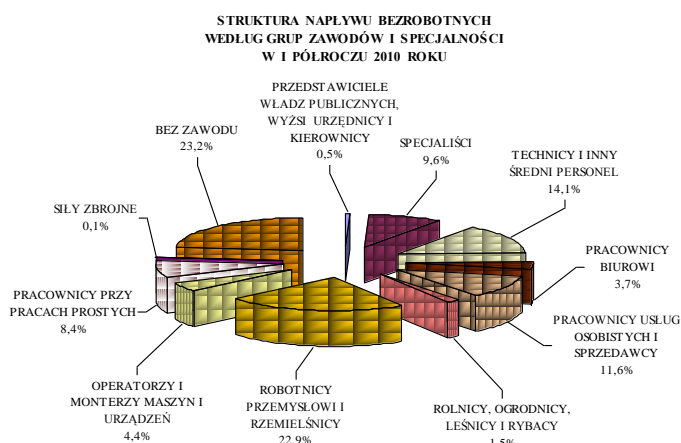 STRUKTURA NAPŁYWU BEZROBOTNYCH
WEDŁUG GRUP ZAWODÓW I SPECJALNOŚCI
W I PÓŁROCZU 2010 ROKU
PRZEDSTAWICIELE
WŁADZ PUBLICZNYCH,
WYŻSI URZĘDNICY I
KIEROWNICY
0,5%
SPECJALIŚCI
9,6%
TECHNICY I INNY
ŚREDNI PERSONEL
14,1%
PRACOWNICY
BIUROWI
3,7%
PRACOWNICY USŁUG
OSOBISTYCH I
SPRZEDAWCY
11,6%
ROLNICY, OGRODNICY,
LEŚNICY I RYBACY
1,5%
ROBOTNICY
PRZEMYSŁOWI I
RZEMIEŚLNICY
22,9%
OPERATORZY I
MONTERZY MASZYN I
URZĄDZEŃ
4,4%
PRACOWNICY PRZY
PRACACH PROSTYCH
8,4%
SIŁY ZBROJNE
0,1%
BEZ ZAWODU
23,2%